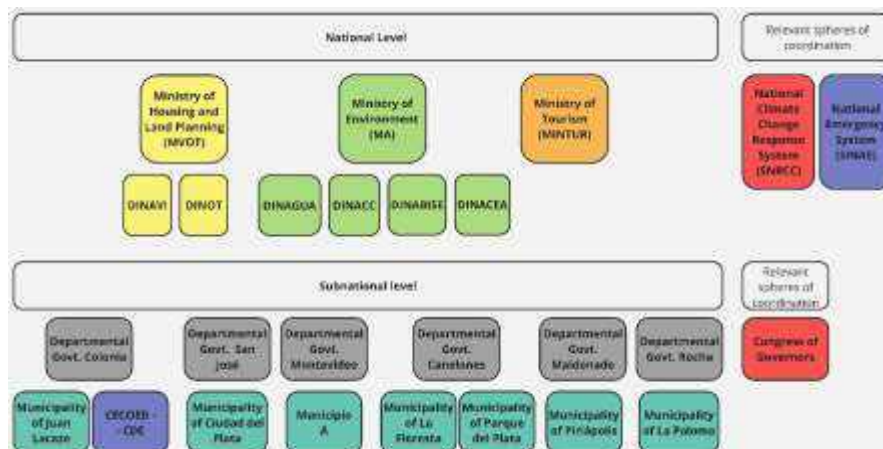 National Level
Relevant spheres of
coordination
Ministry of
Housing and
Land Planning
(MVOT)
Ministry of
Environment
(MA)
Ministry of
Tourism
(MINTUR)
National
Climate
Change
Response
System
(SNRCC)
National
Emergency
System
(SINAE)
DINAVI
DINOT
DINAGUA
DINACC
DINABISE
DINACEA
Subnational level
Relevant
spheres of
coordination
Departmental
Govt. Colonia
Departmental
Govt. San
José
Departmental
Govt.
Montevideo
Departmental
Govt.
Canelones
Departmental
Govt.
Maldonado
Departmental
Govt. Rocha
Congress of
Governors
Municipality
of Juan
Lacaze
CECOED -
- CDE
Municipality
of Ciudad del
Plata
Municipio
A
Municipality
of La
Floresta
Municipality
of Parque
del Plata
Municipality
of Piriápolis
Municipality
of La Paloma